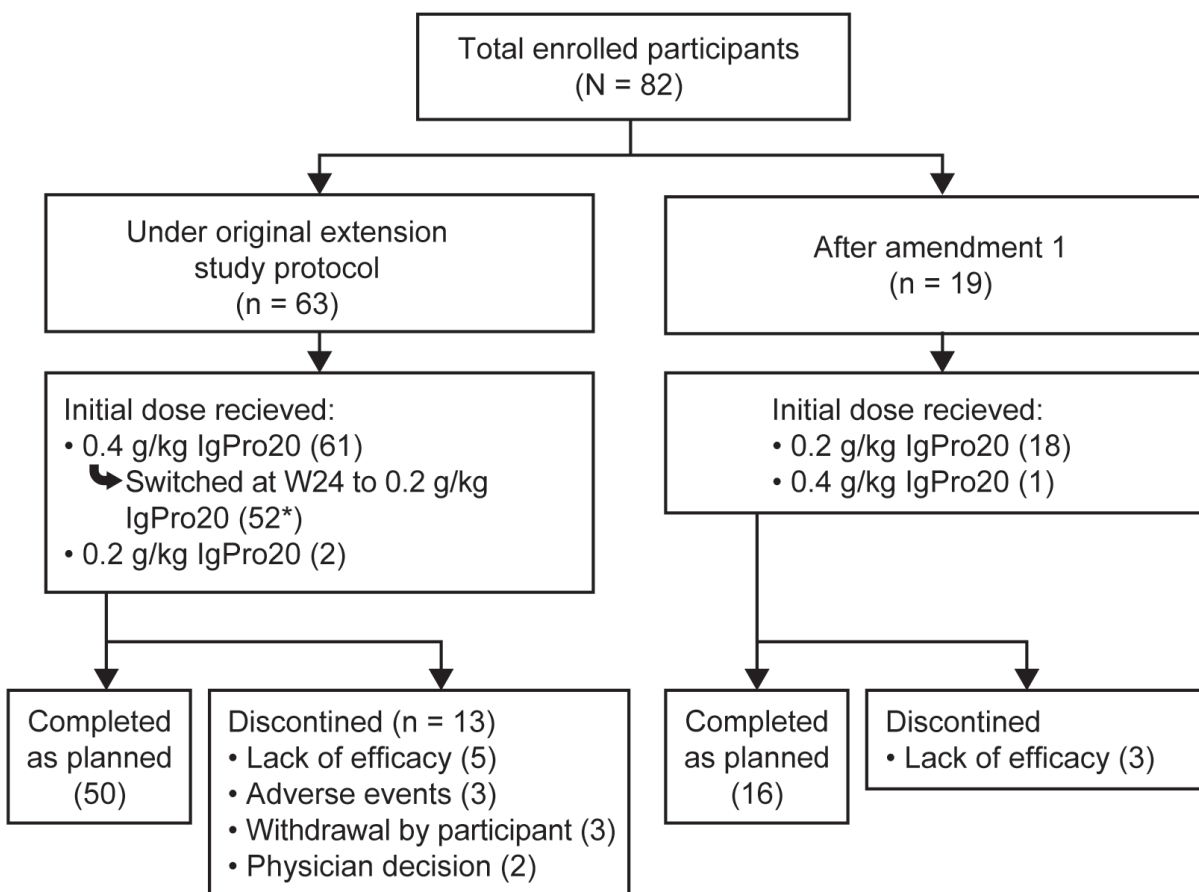 Total enrolled participants
(N = 82)
Under original extension
study protocol
(n = 63)
After amendment 1
(n = 19)
Initial dose recieved:
• 0.4 g/kg IgPro20 (61)
Switched at W24 to 0.2 g/kg
IgPro20 (52*)
• 0.2 g/kg IgPro20 (2)
Initial dose recieved:
• 0.2 g/kg IgPro20 (18)
• 0.4 g/kg IgPro20 (1)
Completed
as planned
(50)
Discontined (n = 13)
• Lack of efficacy (5)
• Adverse events (3)
• Withdrawal by participant (3)
• Physician decision (2)
Completed
as planned
(16)
Discontined
• Lack of efficacy (3)